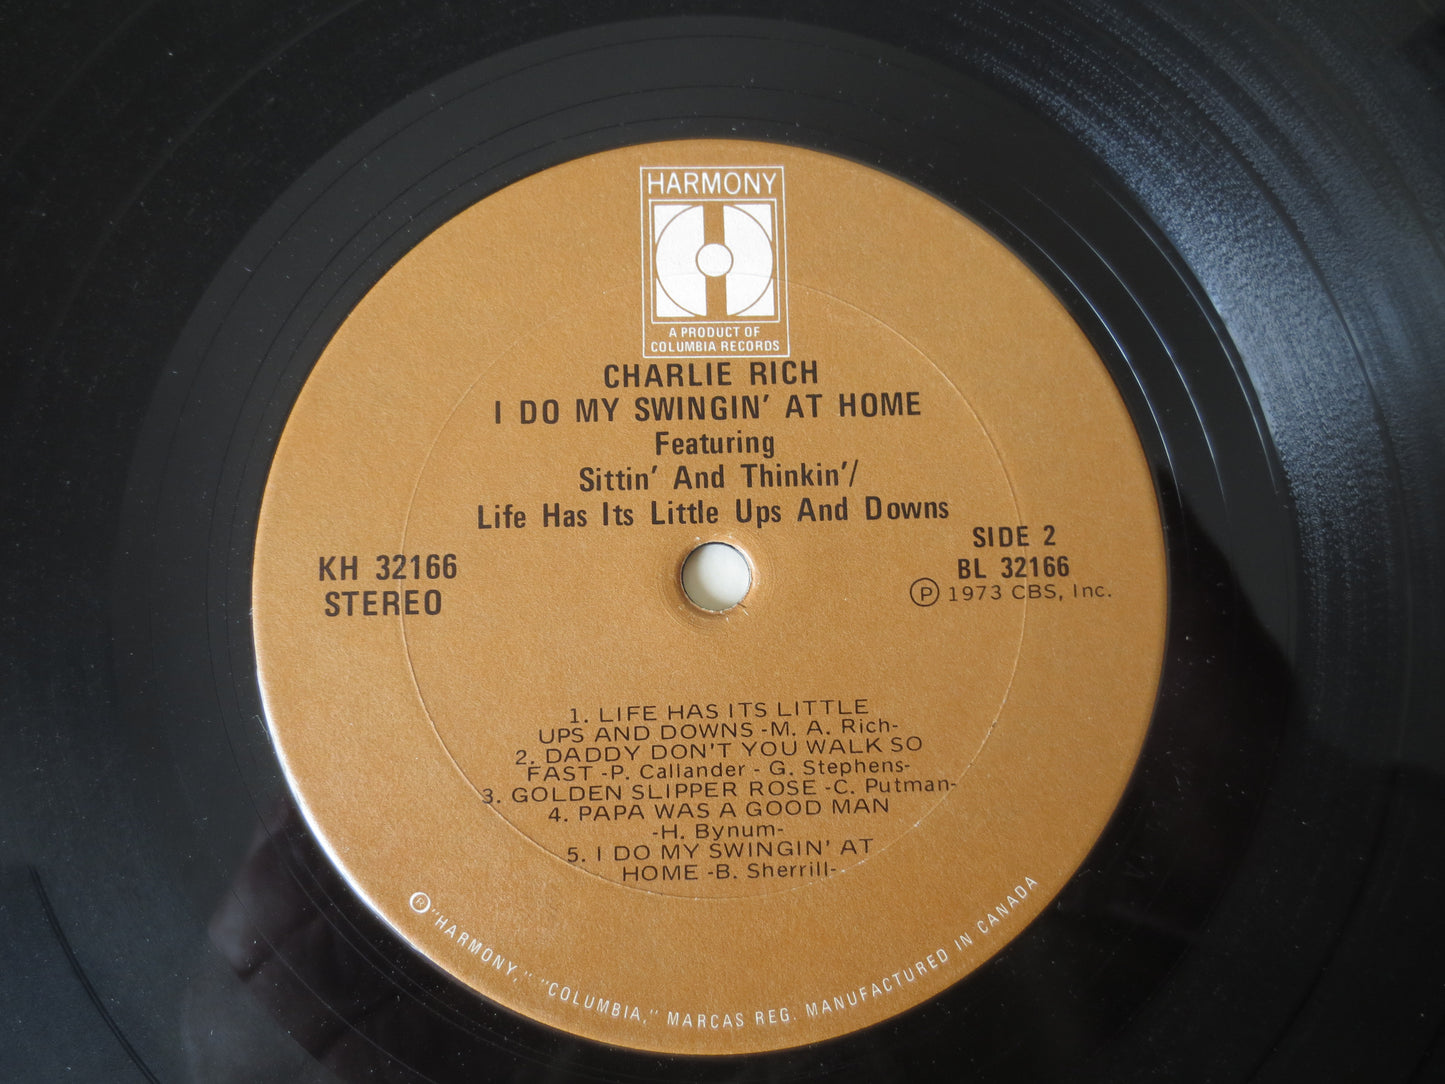 HARMONY
A PRODUCT OF
COLUMBIA RECORDS
CHARLIE RICH
I DO MY SWINGIN' AT HOME
Featuring
Sittin' And Thinkin'/
Life Has Its Little Ups And Downs
KH 32166
STEREO
SIDE 2
BL 32166
Ⓟ 1973 CBS, Inc.
1. LIFE HAS ITS LITTLE
UPS AND DOWNS -M. A. Rich-
2. DADDY DON'T YOU WALK SO
FAST -P. Callander - G. Stephens-
3. GOLDEN SLIPPER ROSE -C. Putman-
4. PAPA WAS A GOOD MAN
-H. Bynum-
5. I DO MY SWINGIN' AT
HOME -B. Sherrill-
® "HARMONY," "COLUMBIA," MARCAS REG. MANUFACTURED IN CANADA